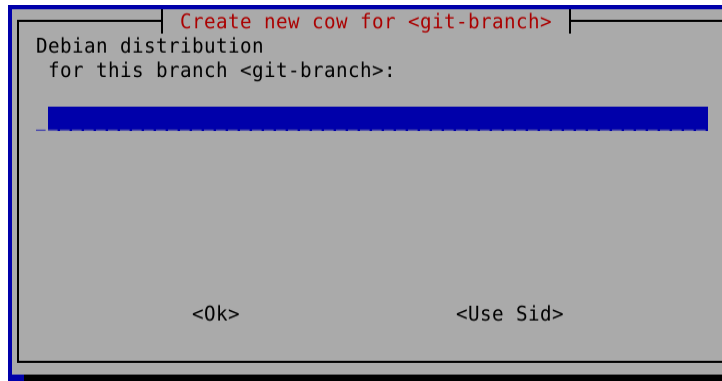 Create new cow for <git-branch>
Debian distribution
for this branch <git-branch>:
<Ok> <Use Sid>